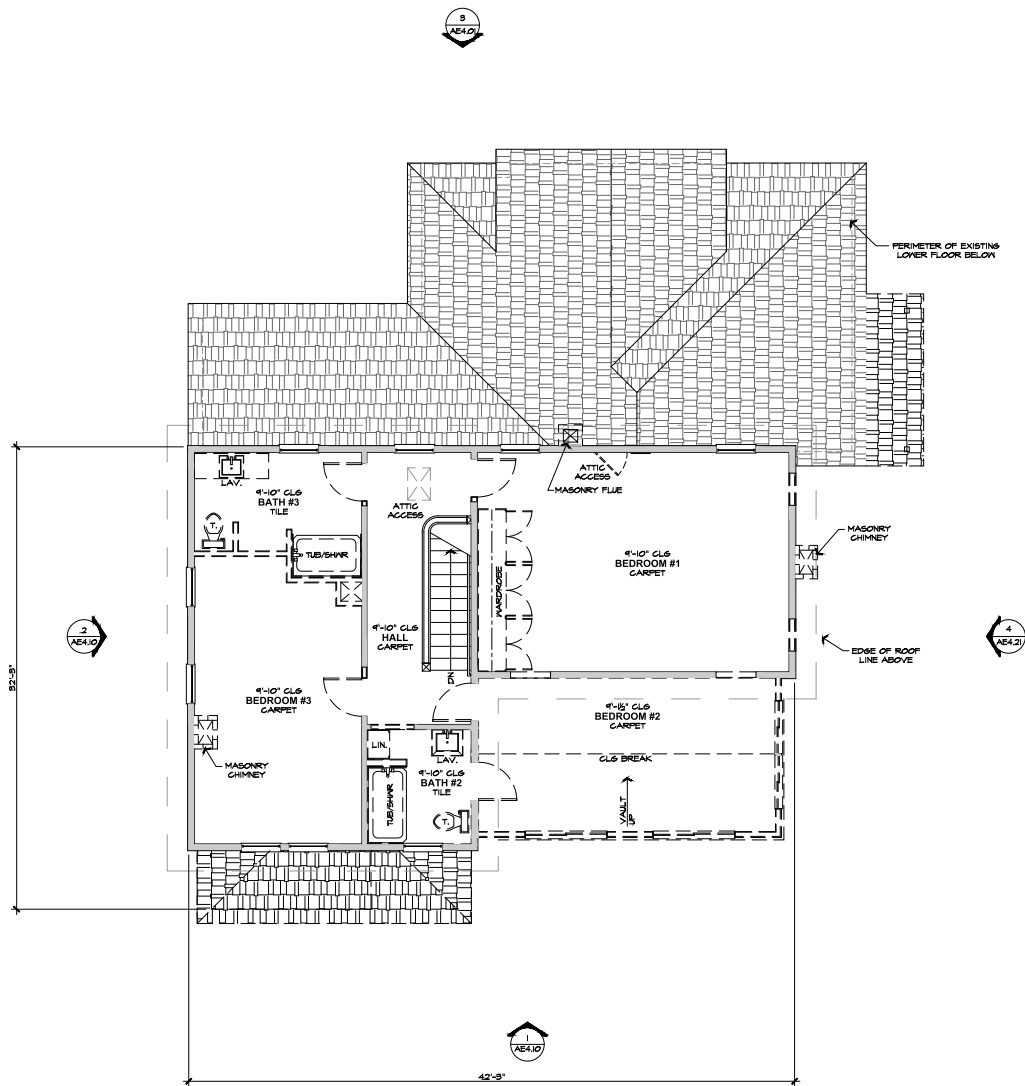 3
AE4.01
PERIMETER OF EXISTING
LOWER FLOOR BELOW
LAV.
9'-10" CLG
BATH #3
TILE
T.
TUB/SHWR
ATTIC
ACCESS
ATTIC
ACCESS
MASONRY FLUE
MASONRY
CHIMNEY
9'-10" CLG
BEDROOM #1
CARPET
WARDROBE
2
AE4.10
9'-10" CLG
HALL
CARPET
DN
4
AE4.21
EDGE OF ROOF
LINE ABOVE
9'-10" CLG
BEDROOM #3
CARPET
9'-1½" CLG
BEDROOM #2
CARPET
CLG BREAK
VAULT
UP
MASONRY
CHIMNEY
LIN.
LAV.
9'-10" CLG
BATH #2
TILE
TUB/SHWR
T.
1
AE4.10
42'-3"